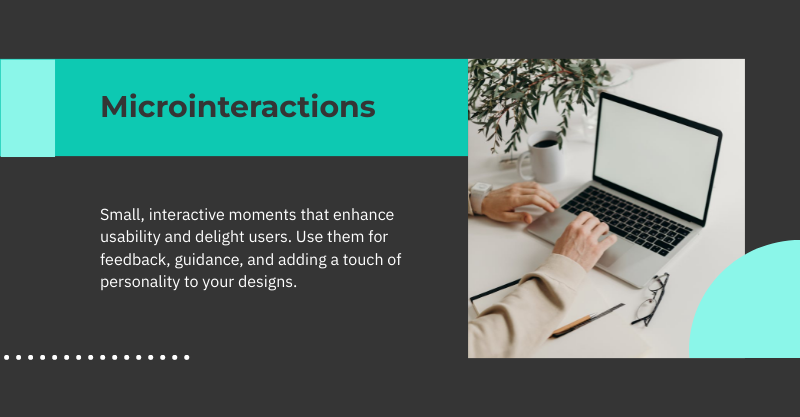 Microinteractions
Small, interactive moments that enhance
usability and delight users. Use them for
feedback, guidance, and adding a touch of
personality to your designs.